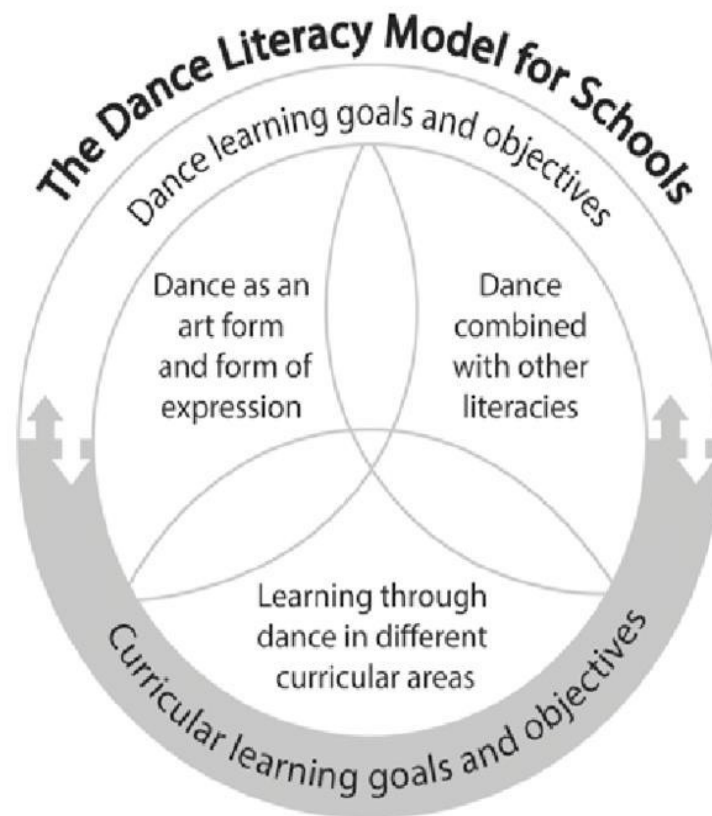 The Dance Literacy Model for Schools
Dance learning goals and objectives
Dance as an
art form
and form of
expression
Dance
combined
with other
literacies
Learning through
dance in different
curricular areas
Curricular learning goals and objectives